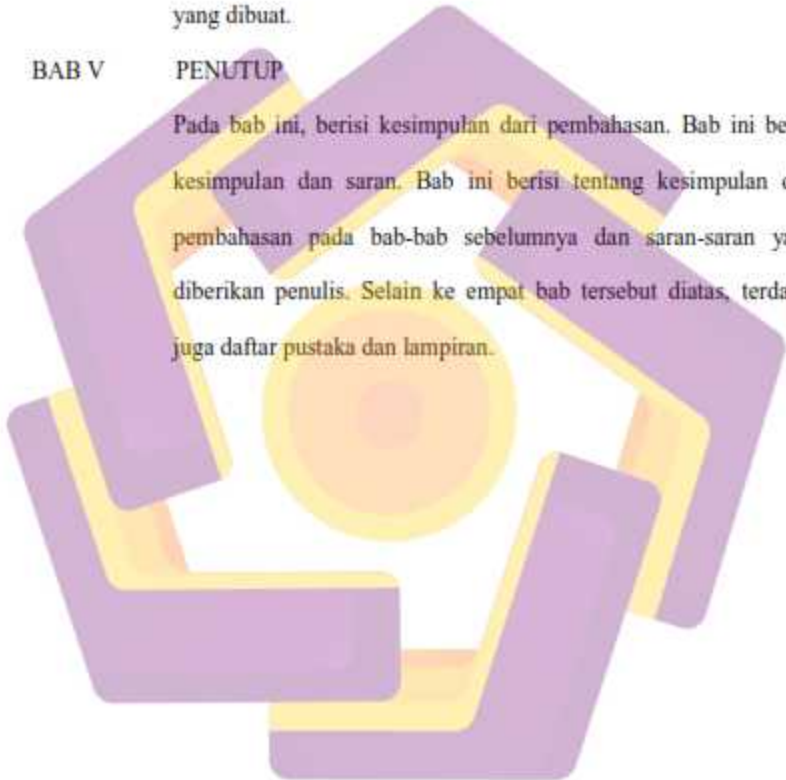 yang dibuat.
BAB V PENUTUP
Pada bab ini, berisi kesimpulan dari pembahasan. Bab ini be
kesimpulan dan saran. Bab ini berisi tentang kesimpulan d
pembahasan pada bab-bab sebelumnya dan saran-saran ya
diberikan penulis. Selain ke empat bab tersebut diatas, terda
juga daftar pustaka dan lampiran.